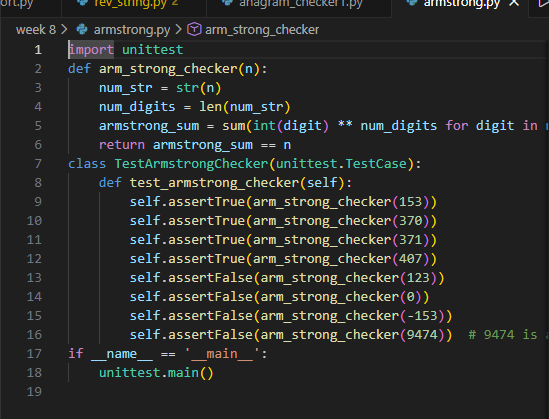 ort.py rev_string.py 2 anagram_checker1.py armstrong.py
week 8 > armstrong.py > arm_strong_checker
1 import unittest
2 def arm_strong_checker(n):
3     num_str = str(n)
4     num_digits = len(num_str)
5     armstrong_sum = sum(int(digit) ** num_digits for digit in
6     return armstrong_sum == n
7 class TestArmstrongChecker(unittest.TestCase):
8     def test_armstrong_checker(self):
9         self.assertTrue(arm_strong_checker(153))
10         self.assertTrue(arm_strong_checker(370))
11         self.assertTrue(arm_strong_checker(371))
12         self.assertTrue(arm_strong_checker(407))
13         self.assertFalse(arm_strong_checker(123))
14         self.assertFalse(arm_strong_checker(0))
15         self.assertFalse(arm_strong_checker(-153))
16         self.assertFalse(arm_strong_checker(9474))  # 9474 is
17 if __name__ == '__main__':
18     unittest.main()
19